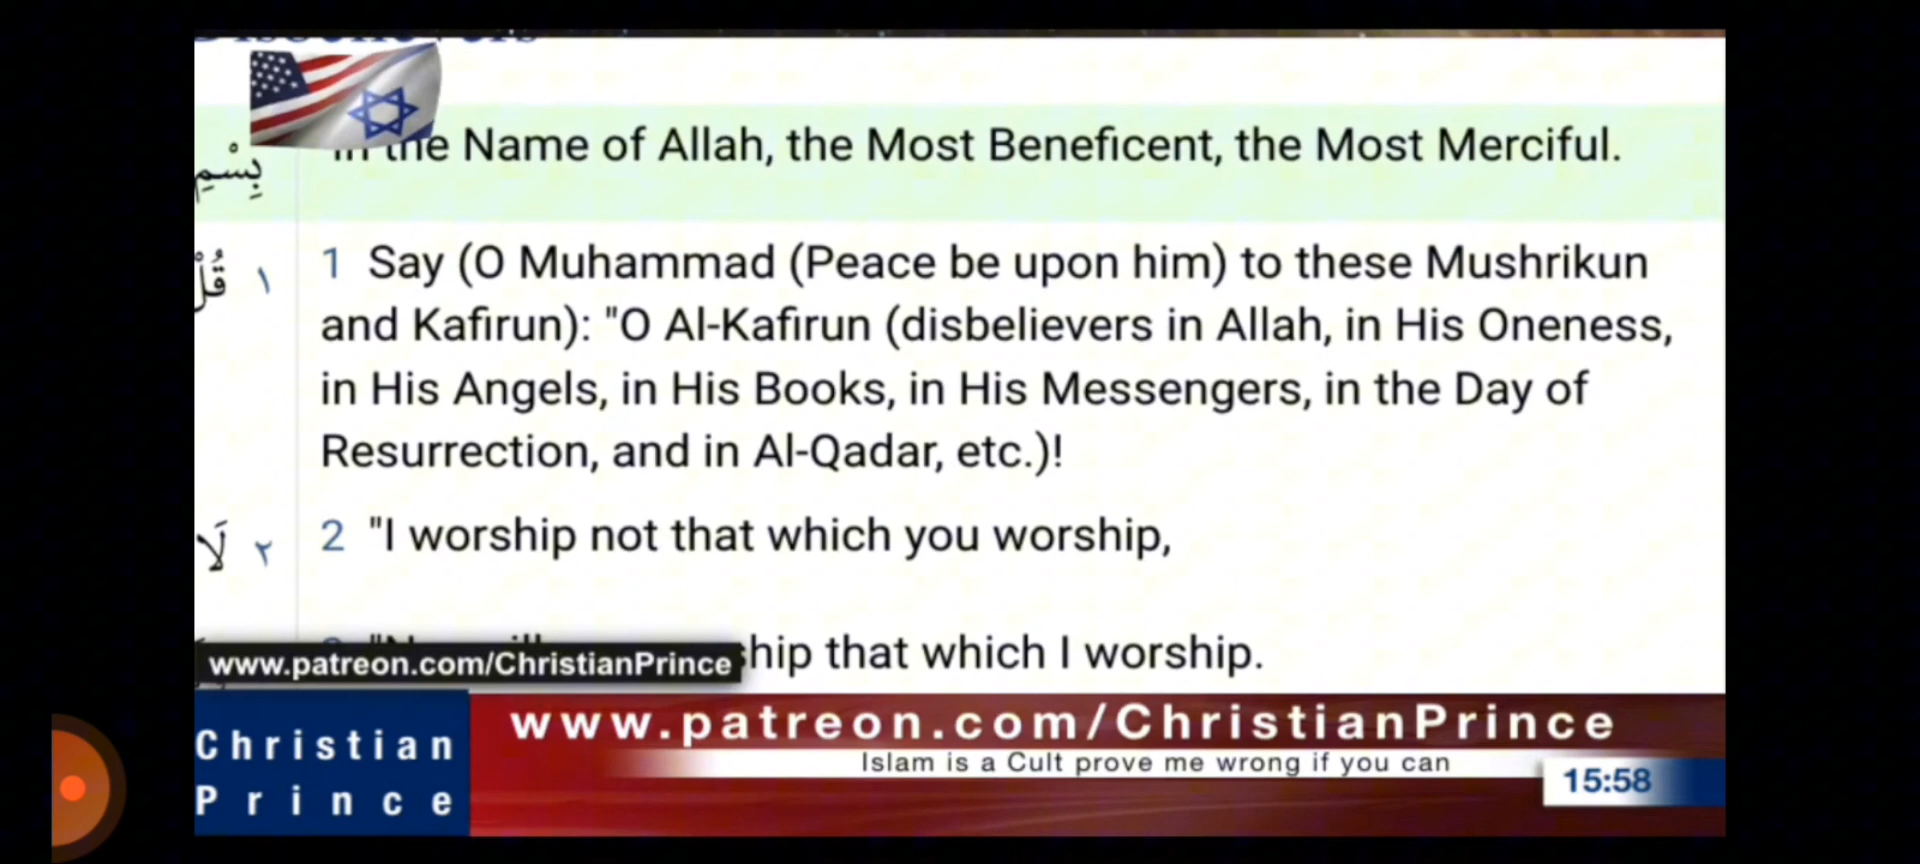 In the Name of Allah, the Most Beneficent, the Most Merciful.
بِسْمِ
1 Say (O Muhammad (Peace be upon him) to these Mushrikun
قُلْ ١
and Kafirun): "O Al-Kafirun (disbelievers in Allah, in His Oneness,
in His Angels, in His Books, in His Messengers, in the Day of
Resurrection, and in Al-Qadar, etc.)!
2 "I worship not that which you worship,
لَا ٢
that which I worship.
www.patreon.com/ChristianPrince
Christian
Prince
www.patreon.com/ChristianPrince
Islam is a Cult prove me wrong if you can
15:58